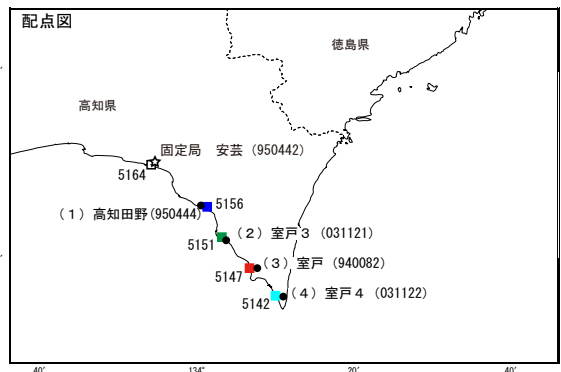 配点図
徳島県
高知県
固定局　安芸（950442）
5164
5156
（１）高知田野(950444)
（２）室戸３（031121）
5151
（３）室戸（940082）
5147
（４）室戸４（031122）
5142
40′ 134° 20′ 40′